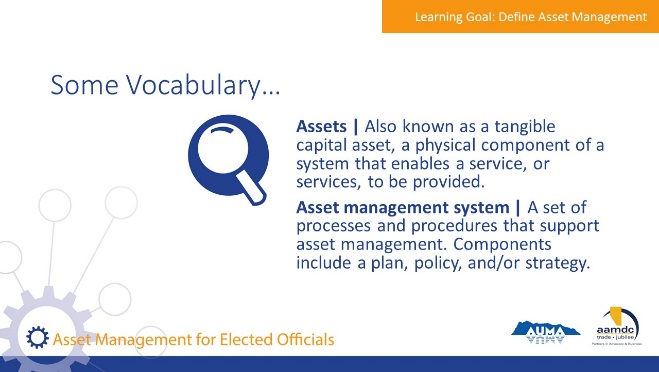 Learning Goal: Define Asset Management
Some Vocabulary…
Assets | Also known as a tangible
capital asset, a physical component of a
system that enables a service, or
services, to be provided.
Asset management system | A set of
processes and procedures that support
asset management. Components
include a plan, policy, and/or strategy.
Asset Management for Elected Officials
AUMA
aamdc
trade • jubilee
Partners in Advocacy & Business